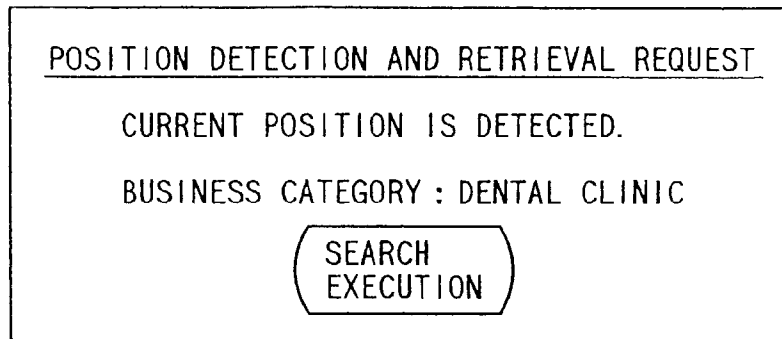 POSITION DETECTION AND RETRIEVAL REQUEST
CURRENT POSITION IS DETECTED.
BUSINESS CATEGORY : DENTAL CLINIC
SEARCH
EXECUTION